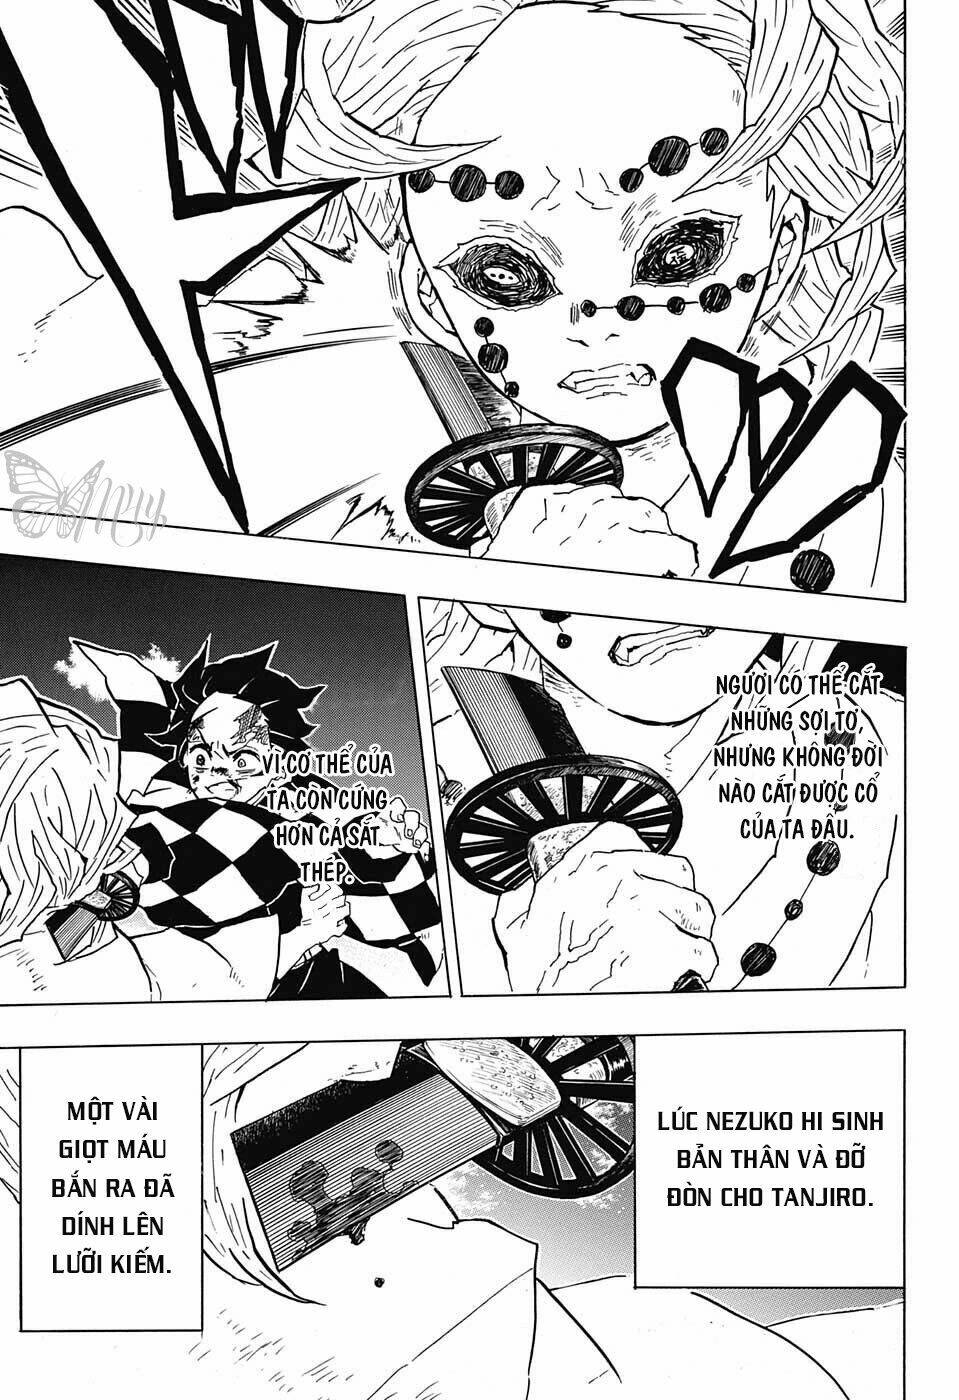 NGƯƠI CÓ THỂ CẮT
NHỮNG SỢI TƠ,
NHƯNG KHÔNG ĐỜI
NÀO CẮT ĐƯỢC CỔ
CỦA TA ĐÂU.
VÌ CƠ THỂ CỦA
TA CÒN CỨNG
HƠN CẢ SẮT
THÉP.
LÚC NEZUKO HI SINH
BẢN THÂN VÀ ĐỠ
ĐÒN CHO TANJIRO.
MỘT VÀI
GIỌT MÁU
BẮN RA ĐÃ
DÍNH LÊN
LƯỠI KIẾM.